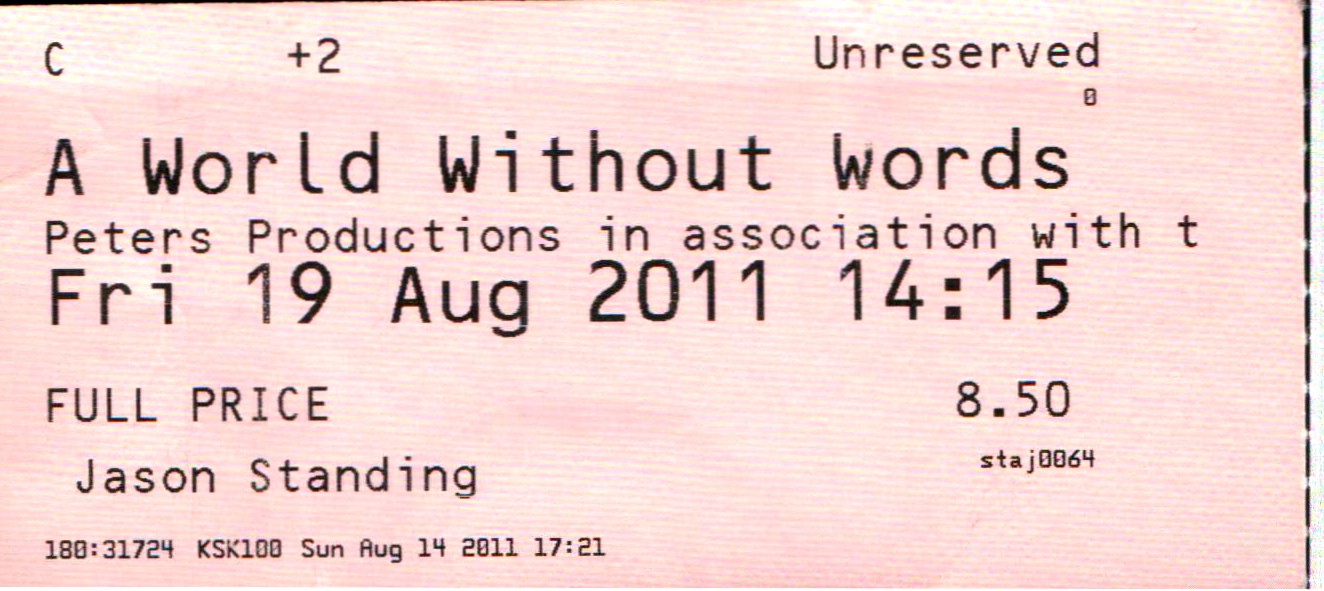 C +2 Unreserved
0
A World Without Words
Peters Productions in association with t
Fri 19 Aug 2011 14:15
FULL PRICE 8.50
Jason Standing staj0064
180:31724 KSK100 Sun Aug 14 2011 17:21